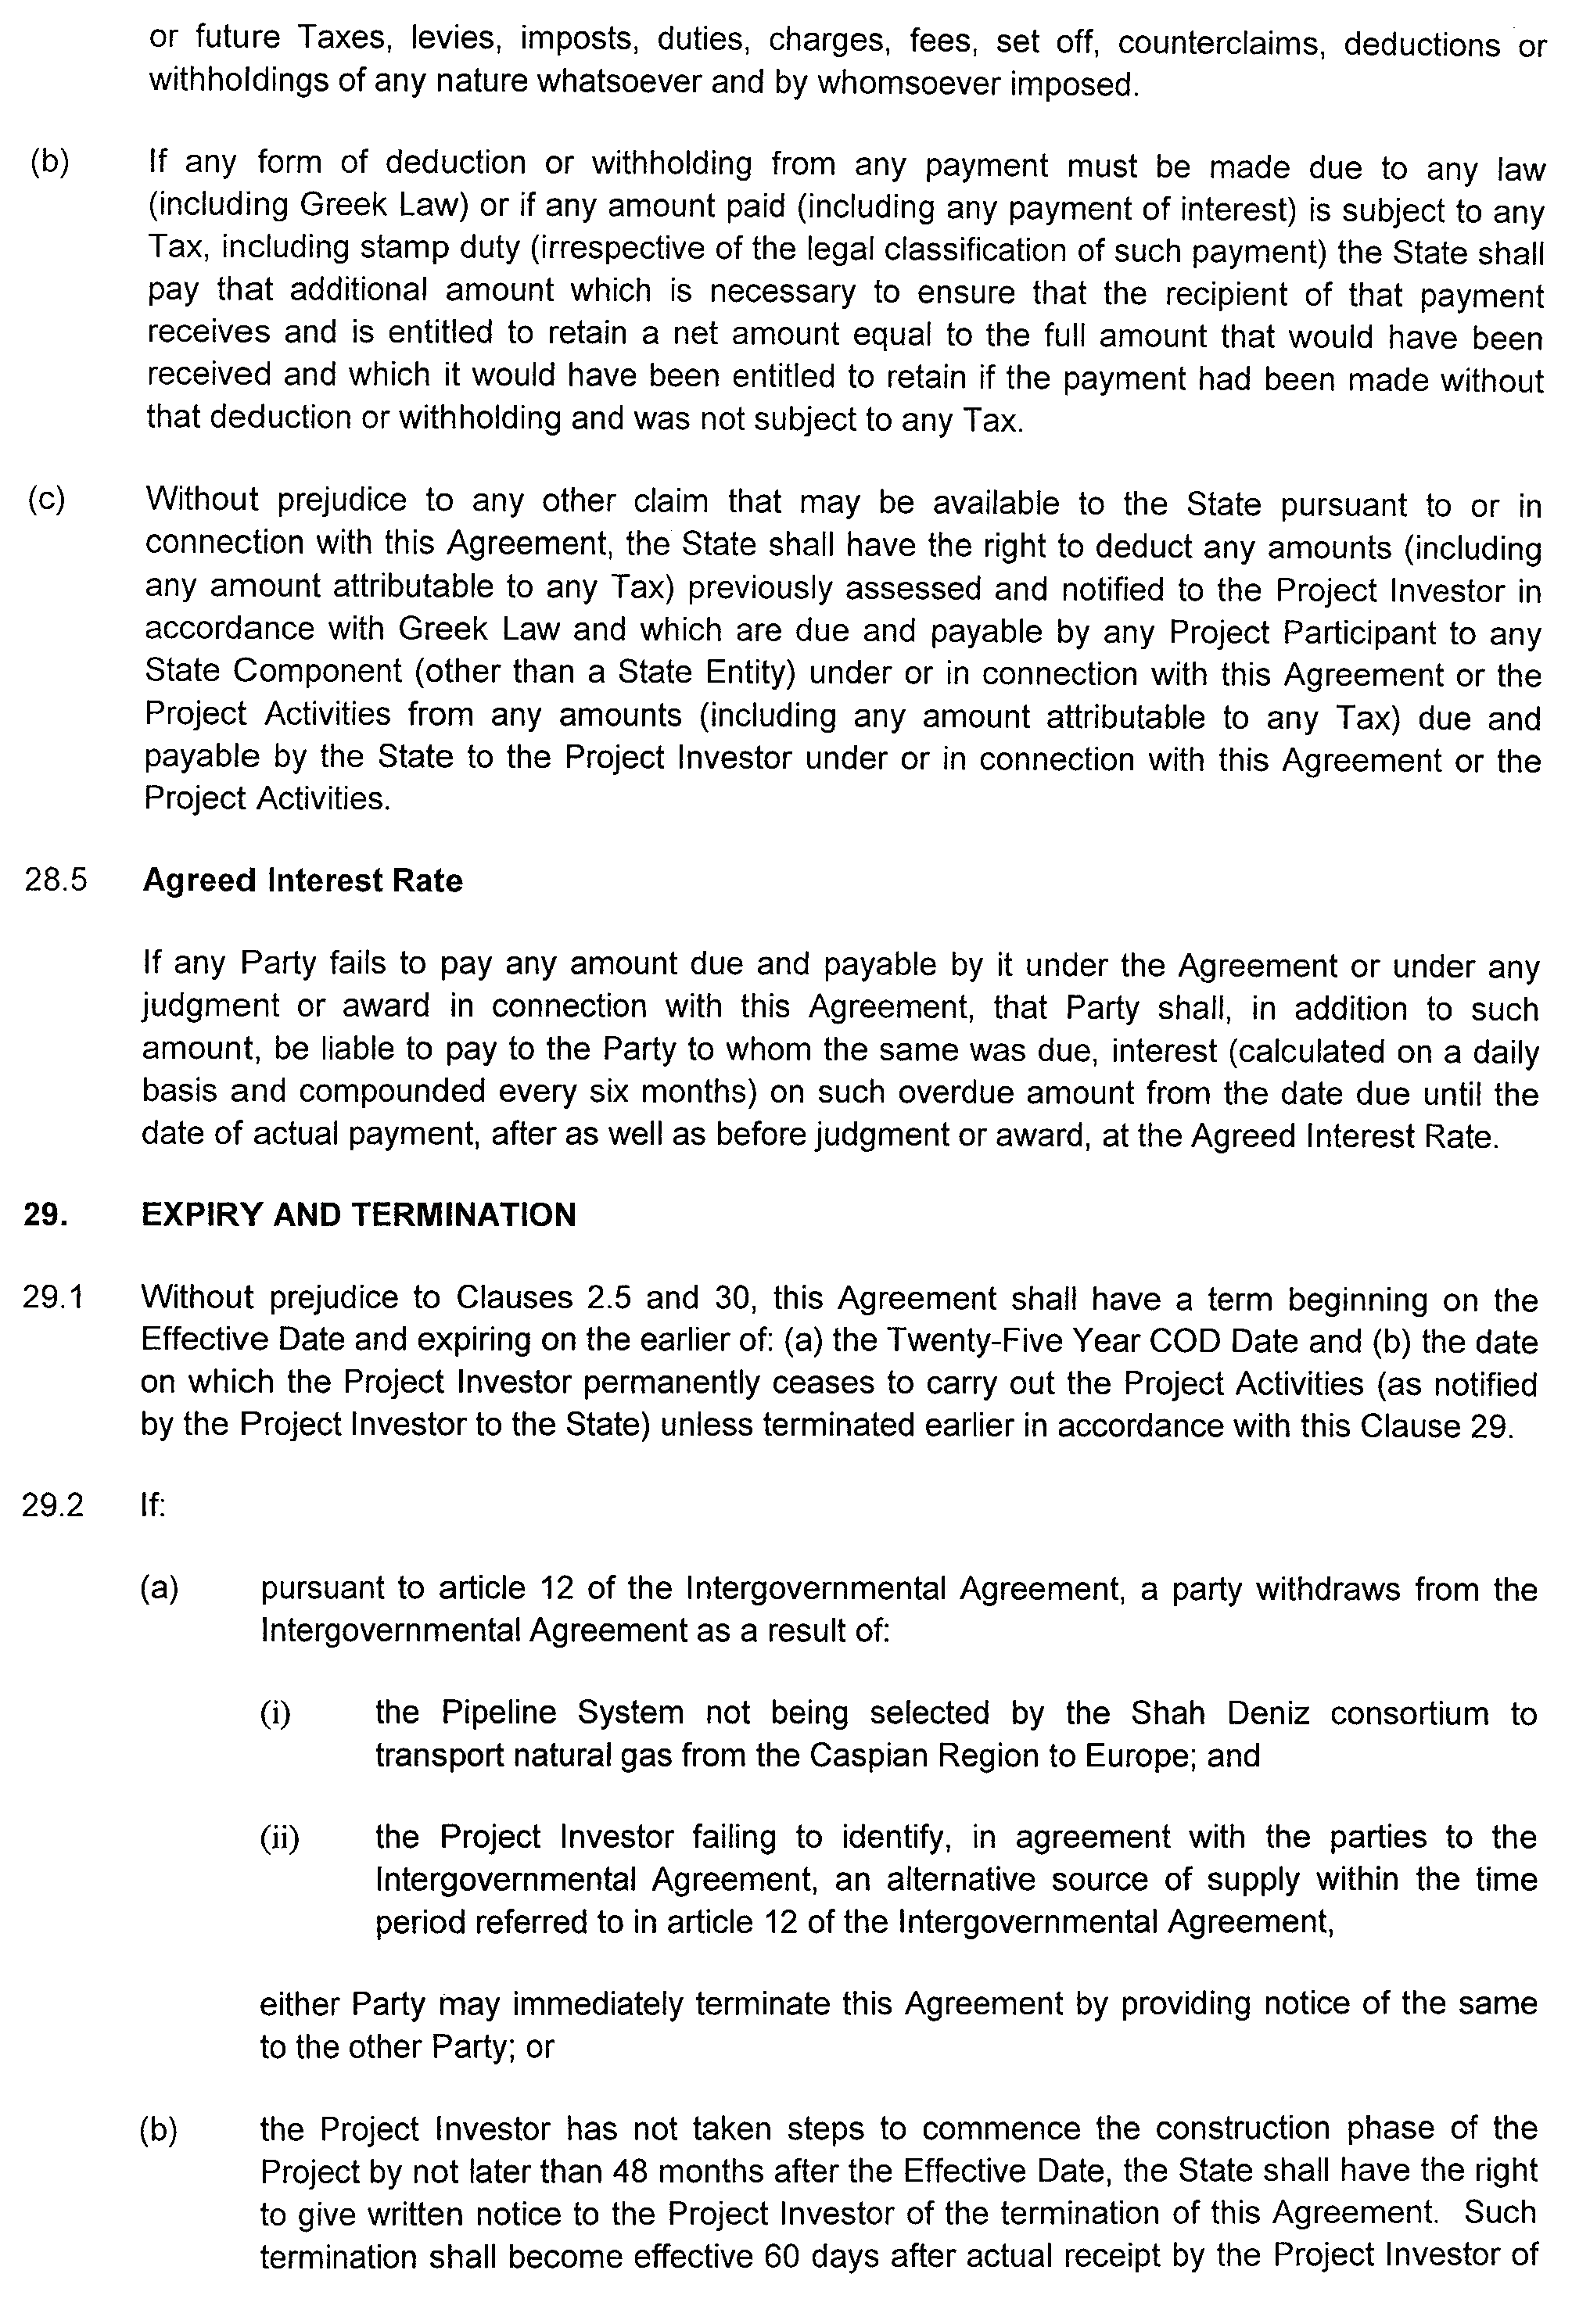 or future Taxes, levies, imposts, duties, charges, fees, set off, counterclaims, deductions or
withholdings of any nature whatsoever and by whomsoever imposed.
(b) If any form of deduction or withholding from any payment must be made due to any law
(including Greek Law) or if any amount paid (including any payment of interest) is subject to any
Tax, including stamp duty (irrespective of the legal classification of such payment) the State shall
pay that additional amount which is necessary to ensure that the recipient of that payment
receives and is entitled to retain a net amount equal to the full amount that would have been
received and which it would have been entitled to retain if the payment had been made without
that deduction or withholding and was not subject to any Tax.
(c) Without prejudice to any other claim that may be available to the State pursuant to or in
connection with this Agreement, the State shall have the right to deduct any amounts (including
any amount attributable to any Tax) previously assessed and notified to the Project Investor in
accordance with Greek Law and which are due and payable by any Project Participant to any
State Component (other than a State Entity) under or in connection with this Agreement or the
Project Activities from any amounts (including any amount attributable to any Tax) due and
payable by the State to the Project Investor under or in connection with this Agreement or the
Project Activities.
28.5 Agreed Interest Rate
If any Party fails to pay any amount due and payable by it under the Agreement or under any
judgment or award in connection with this Agreement, that Party shall, in addition to such
amount, be liable to pay to the Party to whom the same was due, interest (calculated on a daily
basis and compounded every six months) on such overdue amount from the date due until the
date of actual payment, after as well as before judgment or award, at the Agreed Interest Rate.
29. EXPIRY AND TERMINATION
29.1 Without prejudice to Clauses 2.5 and 30, this Agreement shall have a term beginning on the
Effective Date and expiring on the earlier of: (a) the Twenty-Five Year COD Date and (b) the date
on which the Project Investor permanently ceases to carry out the Project Activities (as notified
by the Project Investor to the State) unless terminated earlier in accordance with this Clause 29.
29.2 If:
(a) pursuant to article 12 of the Intergovernmental Agreement, a party withdraws from the
Intergovernmental Agreement as a result of:
(i) the Pipeline System not being selected by the Shah Deniz consortium to
transport natural gas from the Caspian Region to Europe; and
(ii) the Project Investor failing to identify, in agreement with the parties to the
Intergovernmental Agreement, an alternative source of supply within the time
period referred to in article 12 of the Intergovernmental Agreement,
either Party may immediately terminate this Agreement by providing notice of the same
to the other Party; or
(b) the Project Investor has not taken steps to commence the construction phase of the
Project by not later than 48 months after the Effective Date, the State shall have the right
to give written notice to the Project Investor of the termination of this Agreement. Such
termination shall become effective 60 days after actual receipt by the Project Investor of